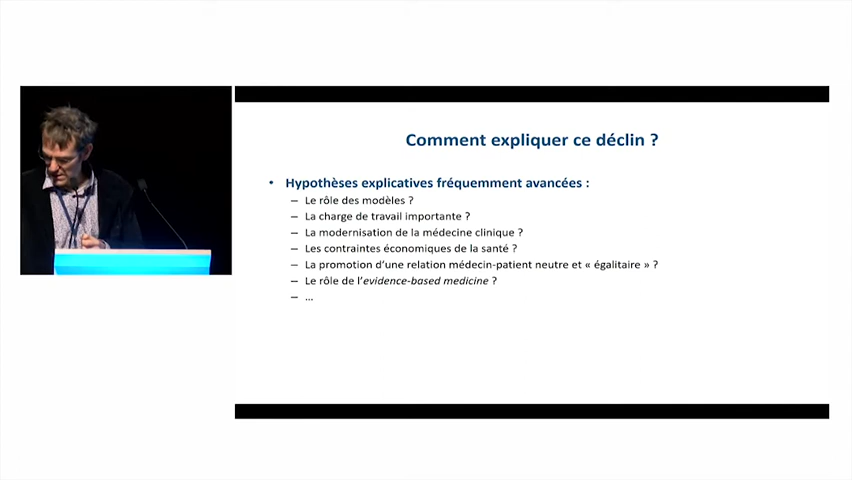 Comment expliquer ce déclin ?
• Hypothèses explicatives fréquemment avancées :
– Le rôle des modèles ?
– La charge de travail importante ?
– La modernisation de la médecine clinique ?
– Les contraintes économiques de la santé ?
– La promotion d'une relation médecin-patient neutre et « égalitaire » ?
– Le rôle de l'evidence-based medicine ?
– ...